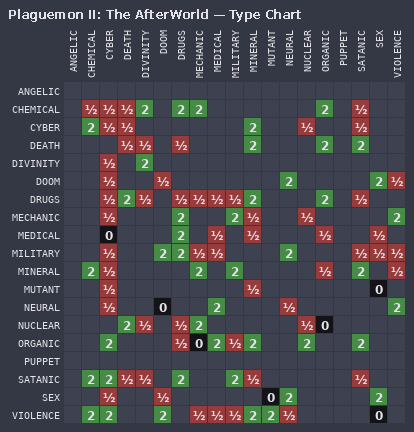 Plaguemon II: The AfterWorld — Type Chart
ANGELIC CHEMICAL CYBER DEATH DIVINITY DOOM DRUGS MECHANIC MEDICAL MILITARY MINERAL MUTANT NEURAL NUCLEAR ORGANIC PUPPET SATANIC SEX VIOLENCE
ANGELIC
CHEMICAL ½ ½ ½ 2 2 2 2 ½
CYBER 2 ½ ½ 2 ½ ½
DEATH ½ ½ ½ 2 2 2
DIVINITY ½ 2
DOOM ½ ½ 2 2 ½
DRUGS ½ 2 ½ ½ ½ ½ ½ 2 2 ½
MECHANIC ½ 2 2 ½ ½ 2
MEDICAL 0 2 ½ ½ ½ ½
MILITARY ½ 2 2 ½ ½ 2 ½ ½ ½
MINERAL 2 ½ 2 2 ½ 2 ½
MUTANT ½ ½ 0
NEURAL ½ 0 2 ½ 2
NUCLEAR 2 ½ ½ 2 ½ 0
ORGANIC 2 ½ 0 2 ½ 2 2 2
PUPPET
SATANIC 2 2 ½ ½ 2 2 ½ ½
SEX ½ ½ 0 2 2
VIOLENCE 2 2 2 ½ ½ ½ 2 2 ½ 0